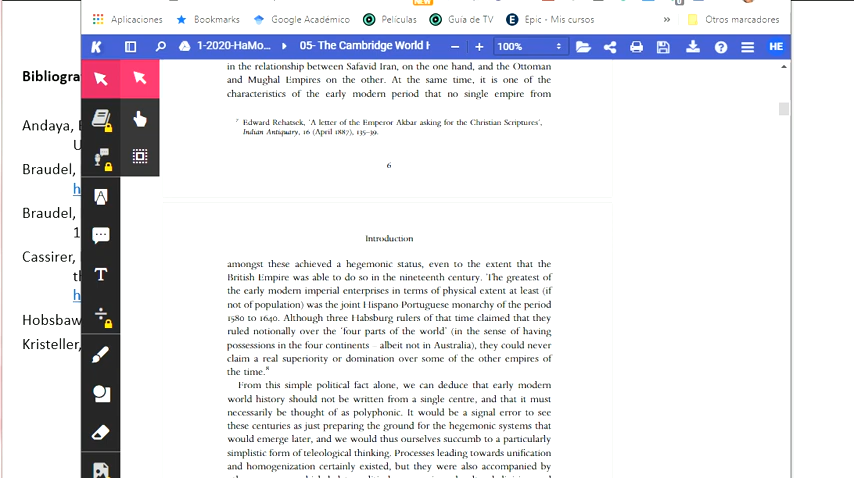 NEW
Aplicaciones Bookmarks Google Académico Películas Guía de TV Epic - Mis cursos » Otros marcadores
1-2020-HaMo... 05- The Cambridge World H 100% HE
Bibliogra
Andaya,
U
Braudel,
h
Braudel,
1
Cassirer,
th
h
Hobsbaw
Kristeller,
in the relationship between Safavid Iran, on the one hand, and the Ottoman
and Mughal Empires on the other. At the same time, it is one of the
characteristics of the early modern period that no single empire from
7 Edward Rehatsek, 'A letter of the Emperor Akbar asking for the Christian Scriptures',
Indian Antiquary, 16 (April 1887), 135–39.
6
Introduction
amongst these achieved a hegemonic status, even to the extent that the
British Empire was able to do so in the nineteenth century. The greatest of
the early modern imperial enterprises in terms of physical extent at least (if
not of population) was the joint Hispano Portuguese monarchy of the period
1580 to 1640. Although three Habsburg rulers of that time claimed that they
ruled notionally over the 'four parts of the world' (in the sense of having
possessions in the four continents – albeit not in Australia), they could never
claim a real superiority or domination over some of the other empires of
the time.8
From this simple political fact alone, we can deduce that early modern
world history should not be written from a single centre, and that it must
necessarily be thought of as polyphonic. It would be a signal error to see
these centuries as just preparing the ground for the hegemonic systems that
would emerge later, and we would thus ourselves succumb to a particularly
simplistic form of teleological thinking. Processes leading towards unification
and homogenization certainly existed, but they were also accompanied by